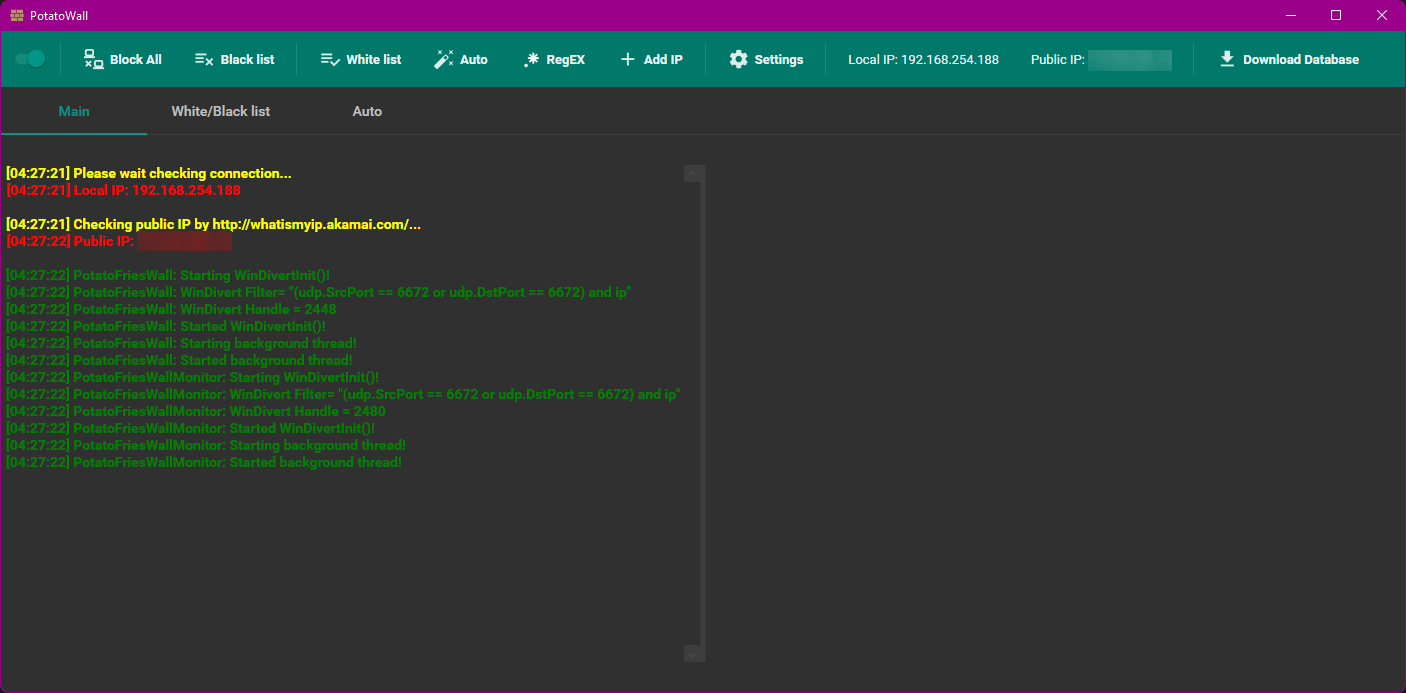 PotatoWall
Block All
Black list
White list
Auto
RegEX
Add IP
Settings
Local IP: 192.168.254.188
Public IP:
Download Database
Main
White/Black list
Auto
[04:27:21] Please wait checking connection...
[04:27:21] Local IP: 192.168.254.188
[04:27:21] Checking public IP by http://whatismyip.akamai.com/...
[04:27:22] Public IP:
[04:27:22] PotatoFriesWall: Starting WinDivertInit()!
[04:27:22] PotatoFriesWall: WinDivert Filter= "(udp.SrcPort == 6672 or udp.DstPort == 6672) and ip"
[04:27:22] PotatoFriesWall: WinDivert Handle = 2448
[04:27:22] PotatoFriesWall: Started WinDivertInit()!
[04:27:22] PotatoFriesWall: Starting background thread!
[04:27:22] PotatoFriesWall: Started background thread!
[04:27:22] PotatoFriesWallMonitor: Starting WinDivertInit()!
[04:27:22] PotatoFriesWallMonitor: WinDivert Filter= "(udp.SrcPort == 6672 or udp.DstPort == 6672) and ip"
[04:27:22] PotatoFriesWallMonitor: WinDivert Handle = 2480
[04:27:22] PotatoFriesWallMonitor: Started WinDivertInit()!
[04:27:22] PotatoFriesWallMonitor: Starting background thread!
[04:27:22] PotatoFriesWallMonitor: Started background thread!